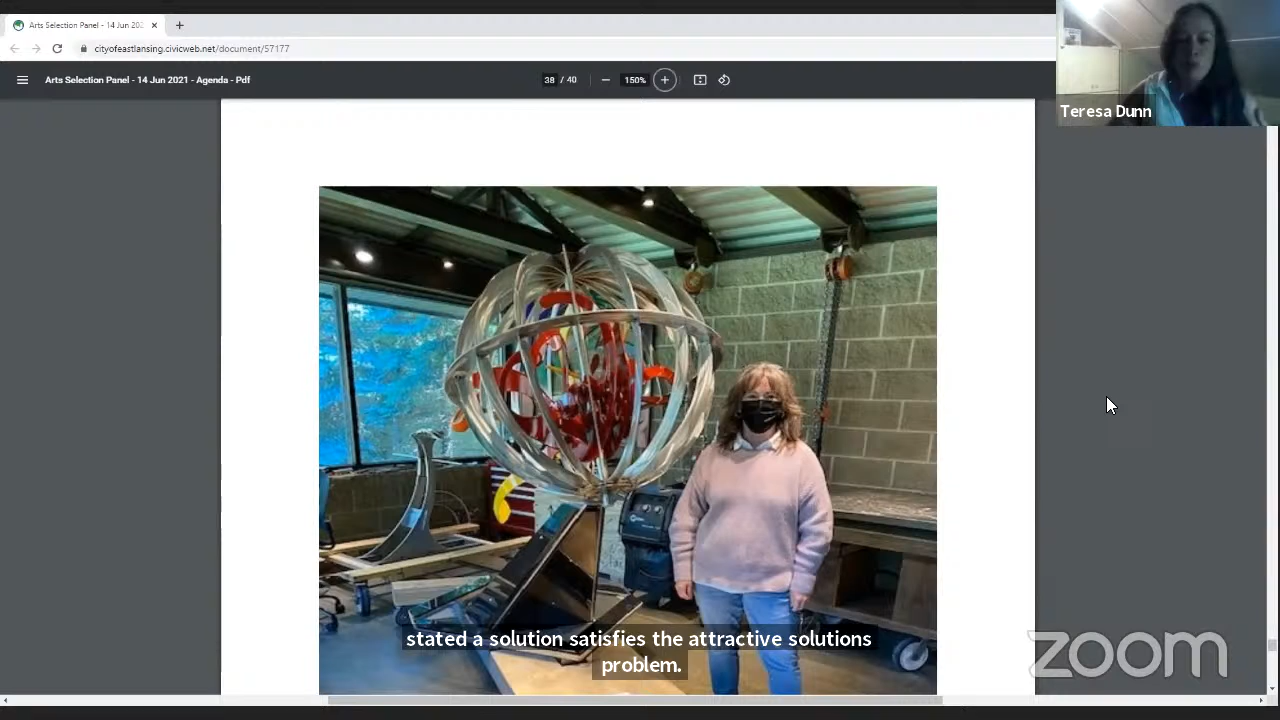 Arts Selection Panel - 14 Jun 202
cityofeastlansing.civicweb.net/document/57177
Arts Selection Panel - 14 Jun 2021 - Agenda - Pdf
38 / 40
150%
Teresa Dunn
stated a solution satisfies the attractive solutions
problem.
zoom